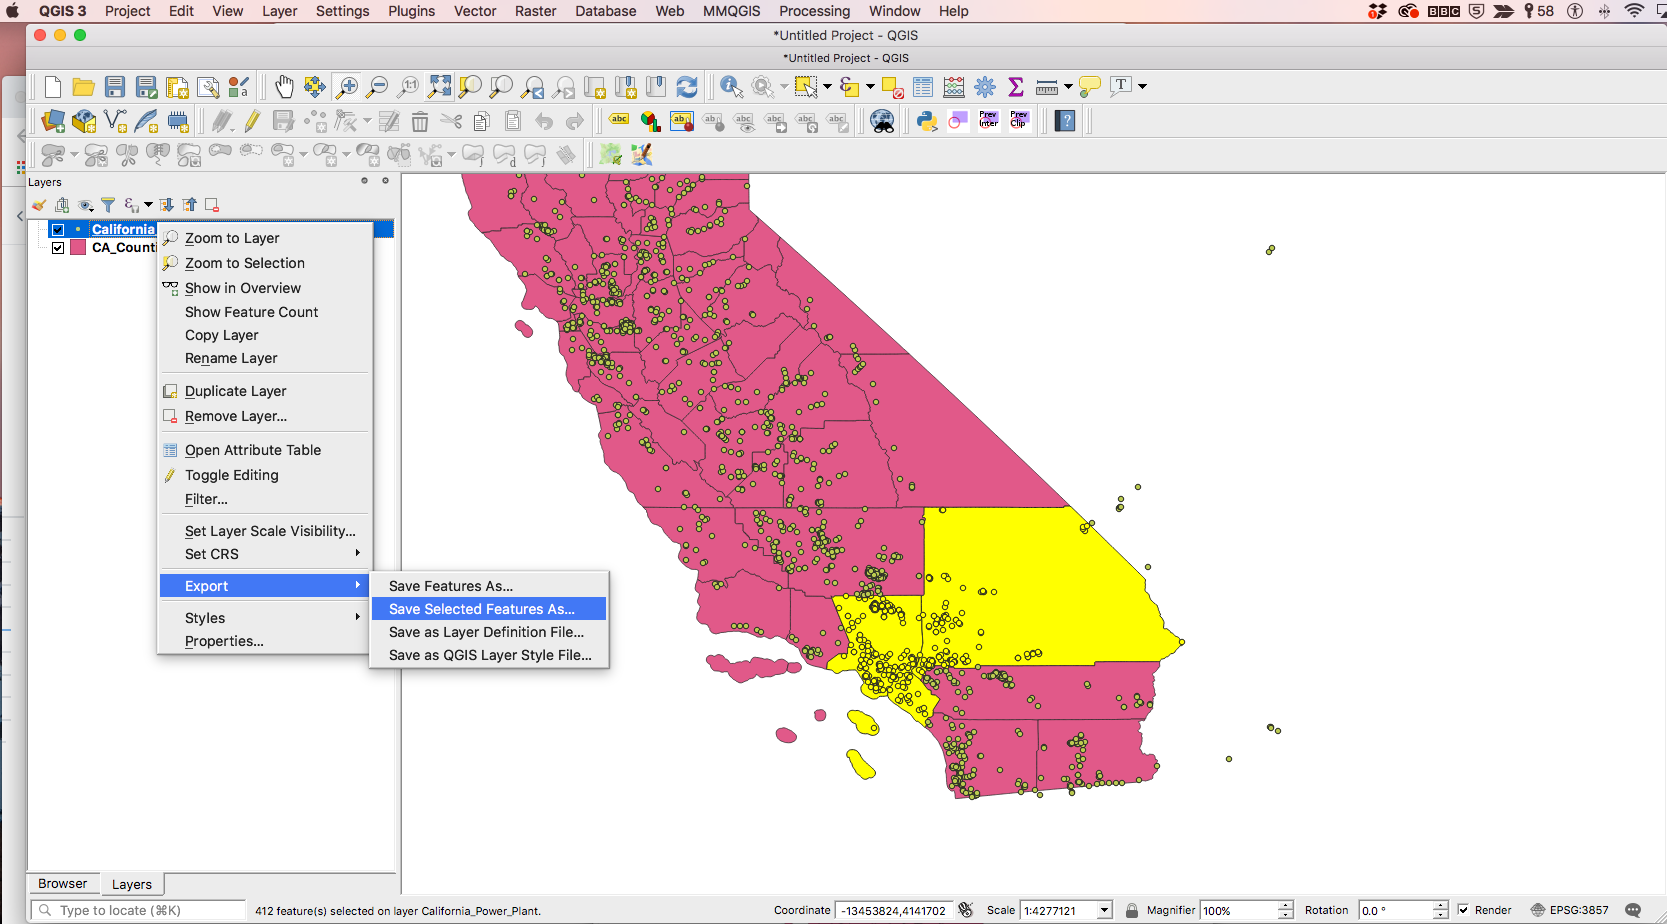 QGIS 3 Project Edit View Layer Settings Plugins Vector Raster Database Web MMQGIS Processing Window Help
BBC 58
*Untitled Project - QGIS
*Untitled Project - QGIS
Layers
California_
CA_Counti
Zoom to Layer
Zoom to Selection
Show in Overview
Show Feature Count
Copy Layer
Rename Layer
Duplicate Layer
Remove Layer...
Open Attribute Table
Toggle Editing
Filter...
Set Layer Scale Visibility...
Set CRS
Export
Styles
Properties...
Save Features As...
Save Selected Features As...
Save as Layer Definition File...
Save as QGIS Layer Style File...
Browser Layers
Type to locate (⌘K)
412 feature(s) selected on layer California_Power_Plant.
Coordinate -13453824,4141702 Scale 1:4277121 Magnifier 100% Rotation 0.0 ° Render EPSG:3857